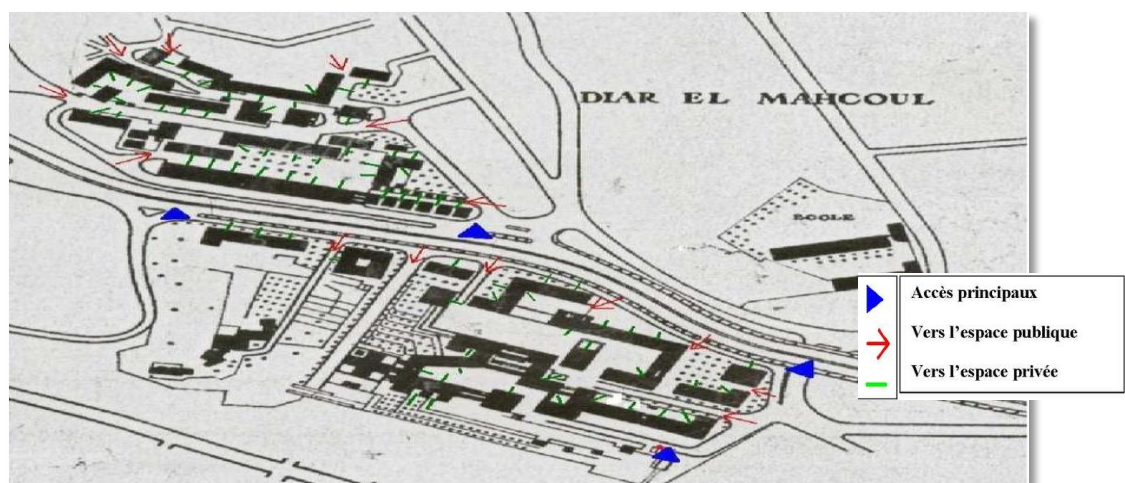 DIAR EL MAHCOUL
ECOLE
Accès principaux
Vers l'espace publique
Vers l'espace privée